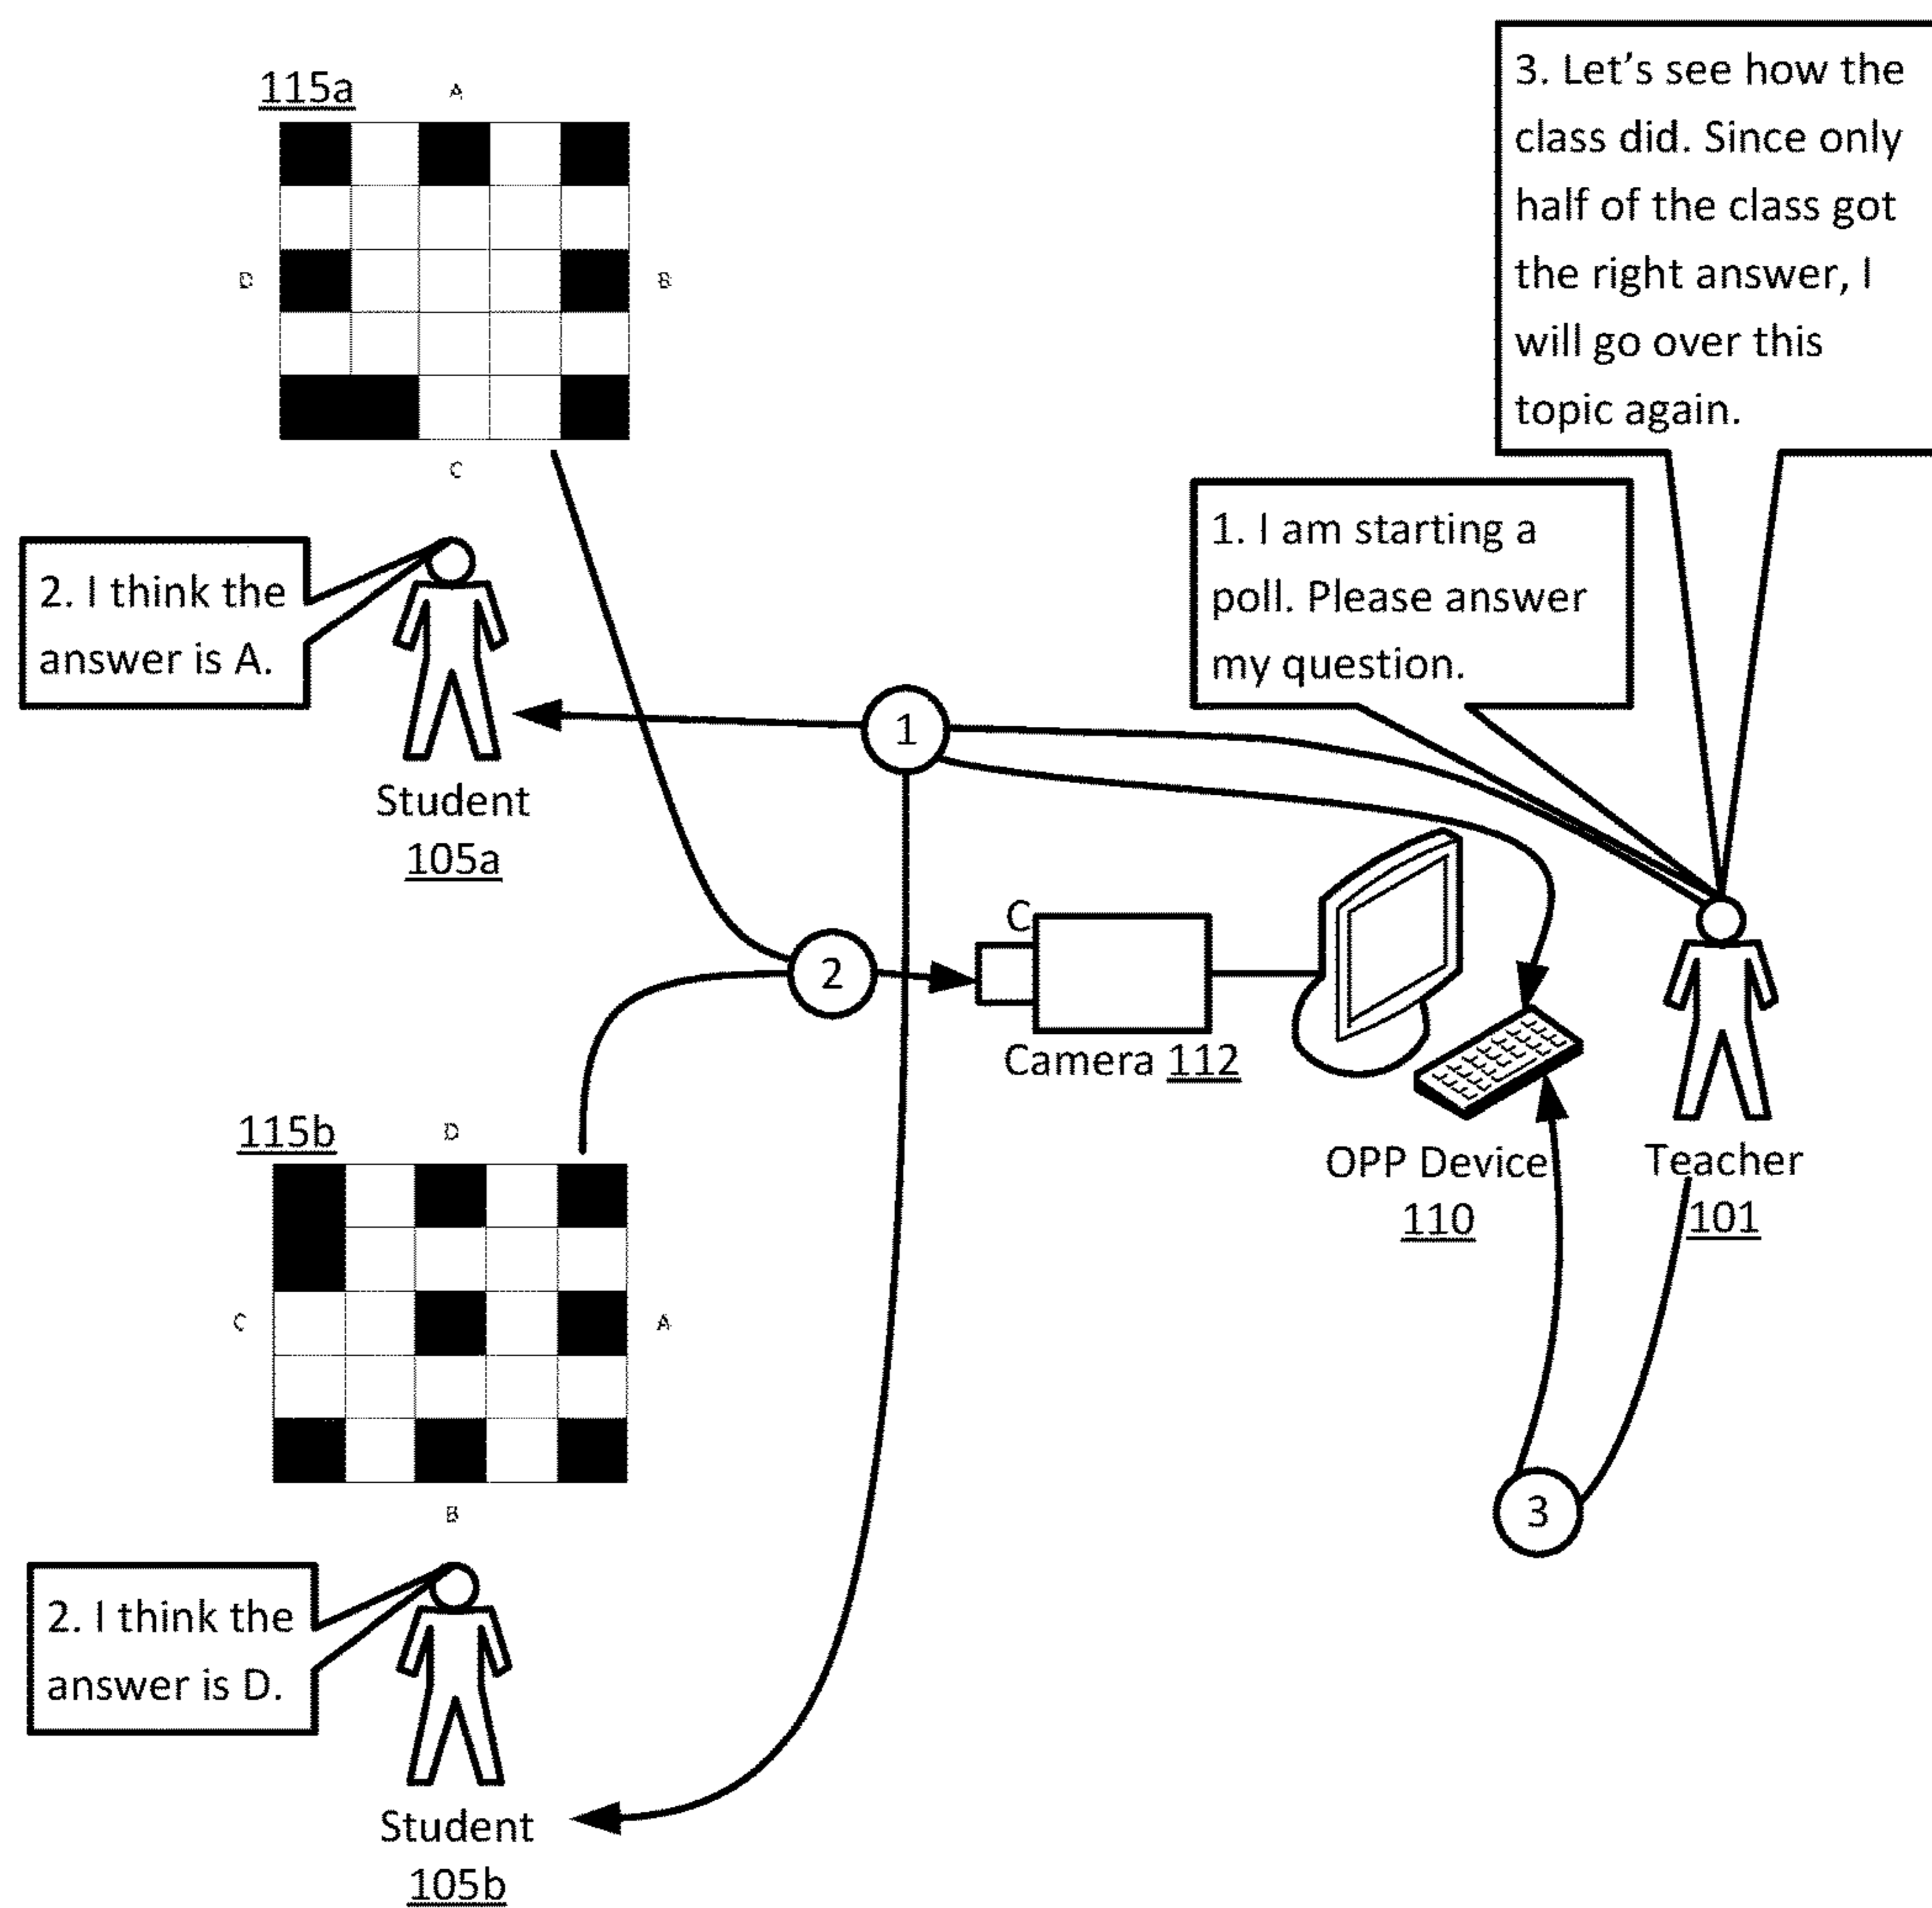 115a
A
D
B
C
3. Let's see how the
class did. Since only
half of the class got
the right answer, I
will go over this
topic again.
1. I am starting a
poll. Please answer
my question.
2. I think the
answer is A.
Student
105a
1
2
C
Camera 112
OPP Device
110
Teacher
101
115b
D
C
A
B
3
2. I think the
answer is D.
Student
105b